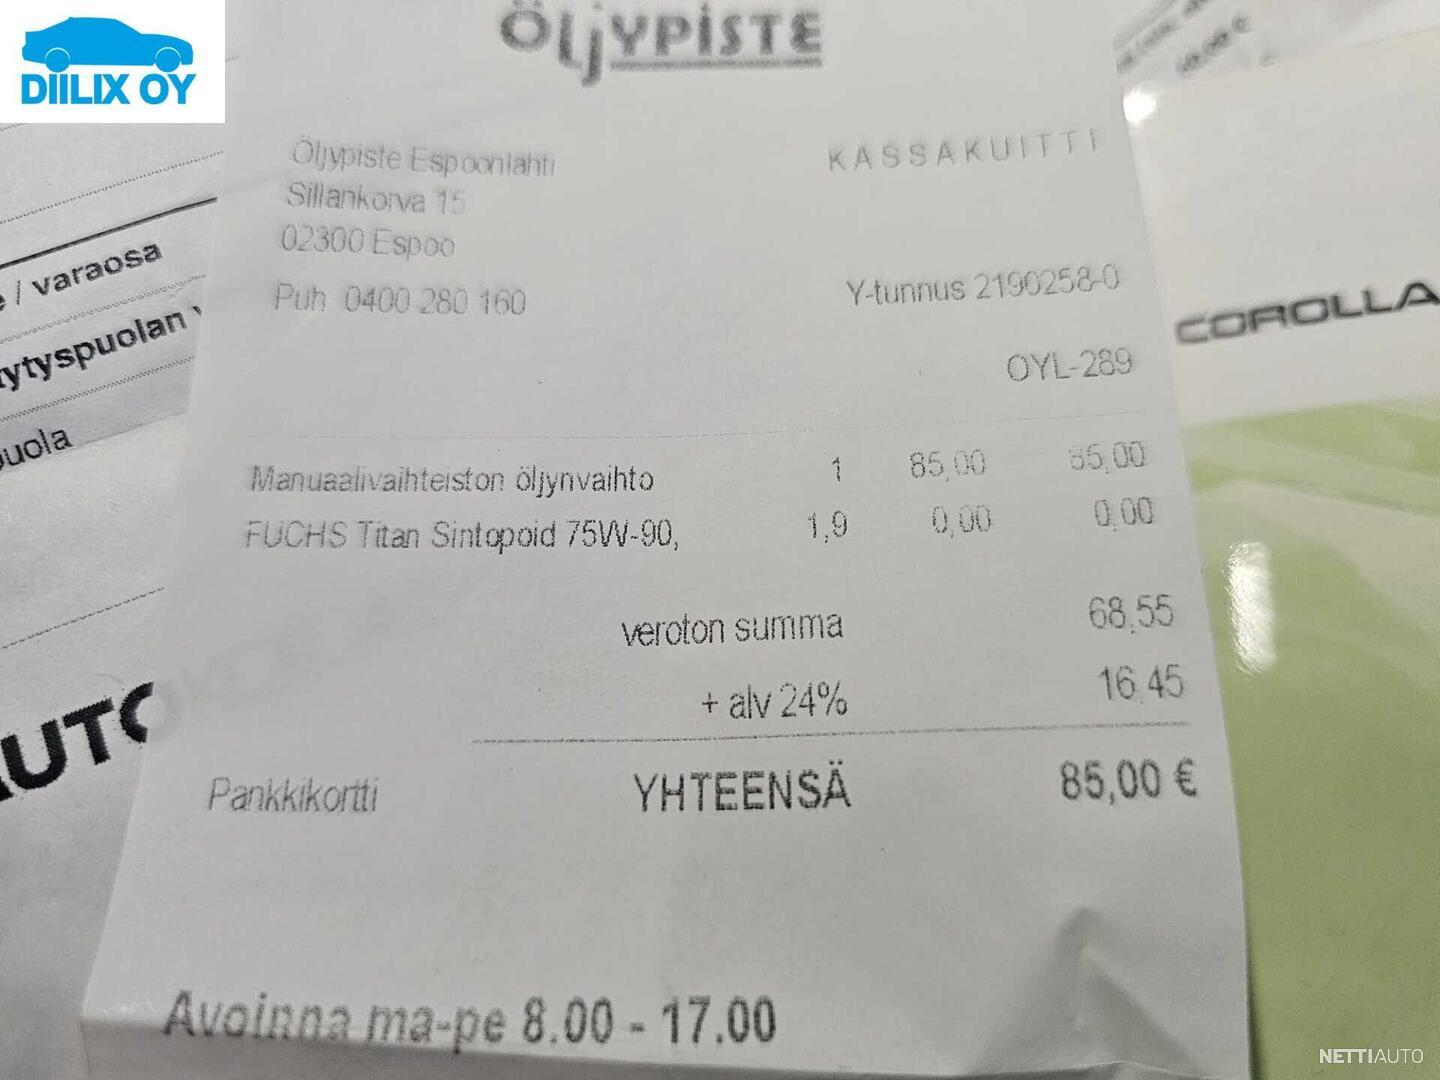 DIILIX OY
ÖLJYPISTE
Öljypiste Espoonlahti
KASSAKUITTI
Sillankorva 15
02300 Espoo
Puh 0400 280 160
Y-tunnus 2190258-0
OYL-289
Manuaalivaihteiston öljynvaihto 1 85,00 85,00
FUCHS Titan Sintopoid 75W-90, 1,9 0,00 0,00
veroton summa 68,55
+ alv 24% 16,45
Pankkikortti YHTEENSÄ 85,00 €
Avoinna ma-pe 8.00 - 17.00
/ varaosa
COROLLA
NETTIAUTO